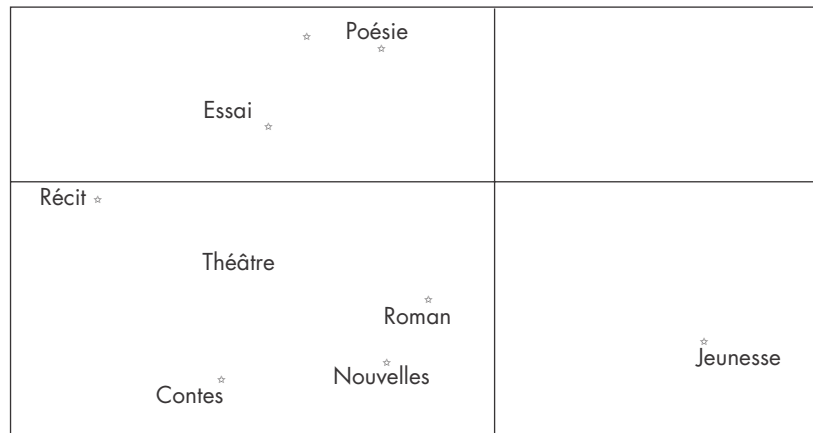 Poésie
Essai
Récit
Théâtre
Roman
Jeunesse
Nouvelles
Contes